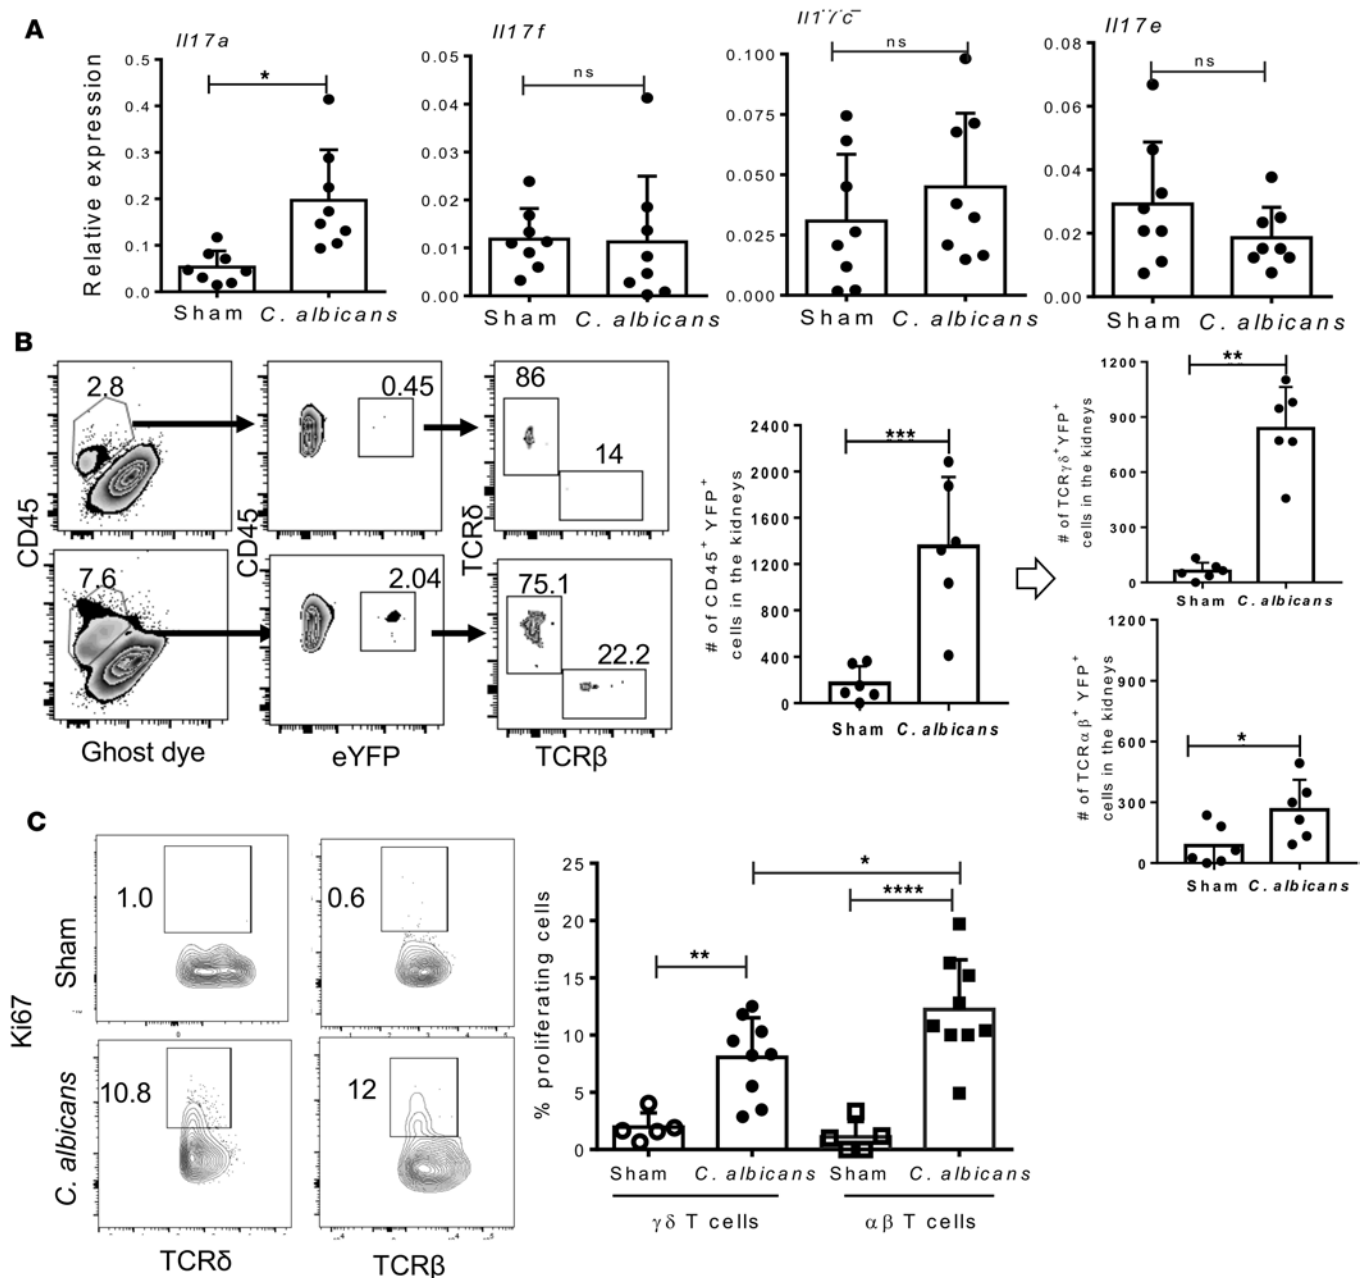 A
Il17a
Il17f
Il17c
Il17e
Relative expression
0.5
0.4
0.3
0.2
0.1
0.0
*
Sham C. albicans
0.05
0.04
0.03
0.02
0.01
0.00
ns
Sham C. albicans
0.100
0.075
0.050
0.025
0.000
ns
Sham C. albicans
0.08
0.06
0.04
0.02
0.00
ns
Sham C. albicans
B
CD45
2.8
7.6
Ghost dye
CD45
0.45
2.04
eYFP
TCRδ
86
14
75.1
22.2
TCRβ
# of CD45+ YFP+
cells in the kidneys
2400
2000
1600
1200
800
400
0
***
Sham C. albicans
# of TCRγδ+YFP+
cells in the kidneys
1200
900
600
300
0
**
Sham C. albicans
# of TCRαβ+ YFP+
cells in the kidneys
1200
900
600
300
0
*
Sham C. albicans
C
Ki67
Sham
1.0
0.6
C. albicans
10.8
12
TCRδ
TCRβ
% proliferating cells
25
20
15
10
5
0
**
*
****
Sham C. albicans Sham C. albicans
γδ T cells αβ T cells